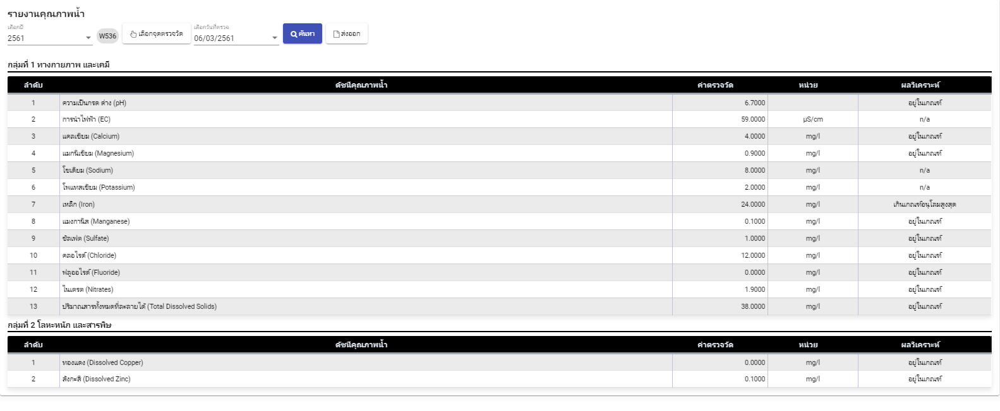 รายงานคุณภาพน้ำ
เลือกปี เลือกวันที่ตรวจ
2561 W536 เลือกจุดตรวจวัด 06/03/2561 ค้นหา ส่งออก
กลุ่มที่ 1 ทางกายภาพ และเคมี
ลำดับ ดัชนีคุณภาพน้ำ ค่าตรวจวัด หน่วย ผลวิเคราะห์
1 ความเป็นกรด ด่าง (pH) 6.7000 อยู่ในเกณฑ์
2 การนำไฟฟ้า (EC) 59.0000 µS/cm n/a
3 แคลเซียม (Calcium) 4.0000 mg/l อยู่ในเกณฑ์
4 แมกนีเซียม (Magnesium) 0.9000 mg/l อยู่ในเกณฑ์
5 โซเดียม (Sodium) 8.0000 mg/l n/a
6 โพแทสเซียม (Potassium) 2.0000 mg/l n/a
7 เหล็ก (Iron) 24.0000 mg/l เกินเกณฑ์อนุโลมสูงสุด
8 แมงกานีส (Manganese) 0.1000 mg/l อยู่ในเกณฑ์
9 ซัลเฟต (Sulfate) 1.0000 mg/l อยู่ในเกณฑ์
10 คลอไรด์ (Chloride) 12.0000 mg/l อยู่ในเกณฑ์
11 ฟลูออไรด์ (Fluoride) 0.0000 mg/l อยู่ในเกณฑ์
12 ไนเตรต (Nitrates) 1.9000 mg/l อยู่ในเกณฑ์
13 ปริมาณสารทั้งหมดที่ละลายได้ (Total Dissolved Solids) 38.0000 mg/l อยู่ในเกณฑ์
กลุ่มที่ 2 โลหะหนัก และสารพิษ
ลำดับ ดัชนีคุณภาพน้ำ ค่าตรวจวัด หน่วย ผลวิเคราะห์
1 ทองแดง (Dissolved Copper) 0.0000 mg/l อยู่ในเกณฑ์
2 สังกะสี (Dissolved Zinc) 0.1000 mg/l อยู่ในเกณฑ์